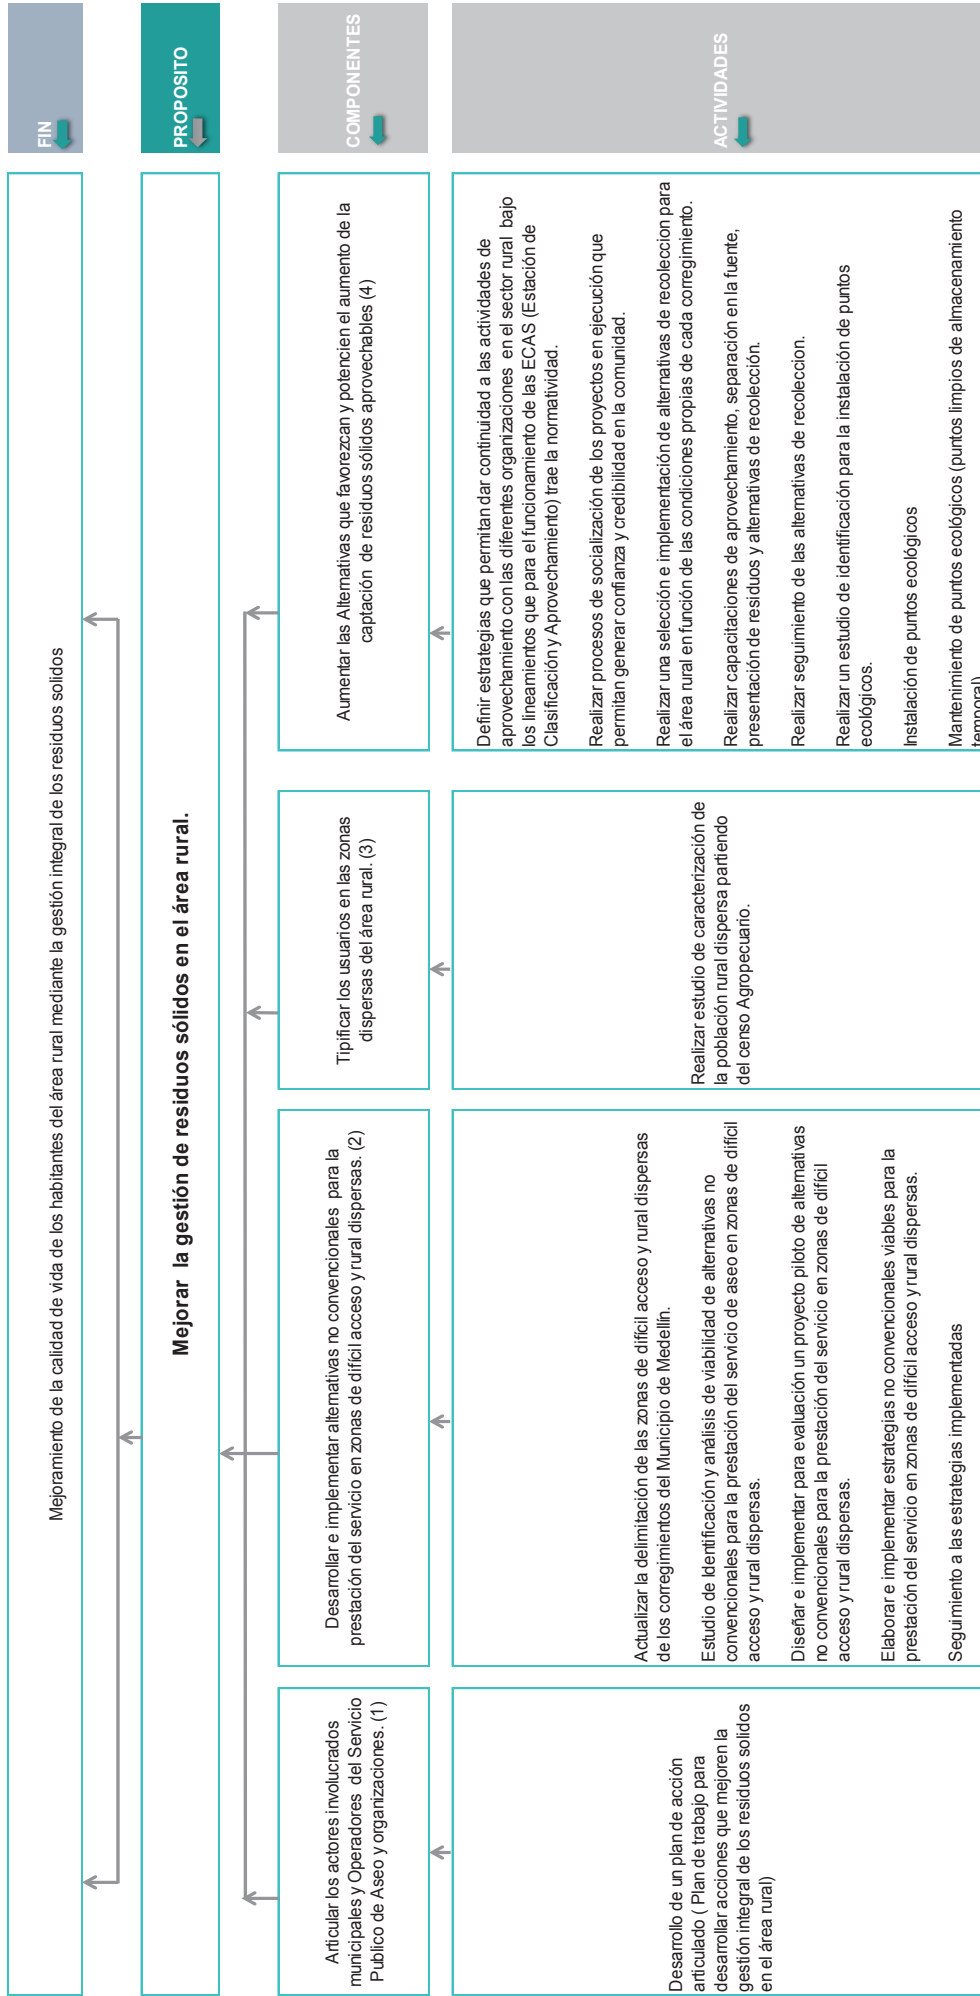 FIN
Mejoramiento de la calidad de vida de los habitantes del área rural mediante la gestión integral de los residuos solidos
PROPOSITO
Mejorar la gestión de residuos sólidos en el área rural.
COMPONENTES
Articular los actores involucrados
municipales y Operadores del Servicio
Publico de Aseo y organizaciones. (1)
Desarrollar e implementar alternativas no convencionales para la
prestación del servicio en zonas de difícil acceso y rural dispersas. (2)
Tipificar los usuarios en las zonas
dispersas del área rural. (3)
Aumentar las Alternativas que favorezcan y potencien el aumento de la
captación de residuos sólidos aprovechables (4)
ACTIVIDADES
Desarrollo de un plan de acción
articulado ( Plan de trabajo para
desarrollar acciones que mejoren la
gestión integral de los residuos solidos
en el área rural)
Actualizar la delimitación de las zonas de difícil acceso y rural dispersas
de los corregimientos del Municipio de Medellín.
Estudio de Identificación y análisis de viabilidad de alternativas no
convencionales para la prestación del servicio de aseo en zonas de difícil
acceso y rural dispersas.
Diseñar e implementar para evaluación un proyecto piloto de alternativas
no convencionales para la prestación del servicio en zonas de difícil
acceso y rural dispersas.
Elaborar e implementar estrategias no convencionales viables para la
prestación del servicio en zonas de difícil acceso y rural dispersas.
Seguimiento a las estrategias implementadas
Realizar estudio de caracterización de
la población rural dispersa partiendo
del censo Agropecuario.
Definir estrategias que permitan dar continuidad a las actividades de
aprovechamiento con las diferentes organizaciones en el sector rural bajo
los lineamientos que para el funcionamiento de las ECAS (Estación de
Clasificación y Aprovechamiento) trae la normatividad.
Realizar procesos de socialización de los proyectos en ejecución que
permitan generar confianza y credibilidad en la comunidad.
Realizar una selección e implementación de alternativas de recoleccion para
el área rural en función de las condiciones propias de cada corregimiento.
Realizar capacitaciones de aprovechamiento, separación en la fuente,
presentación de residuos y alternativas de recolección.
Realizar seguimiento de las alternativas de recoleccion.
Realizar un estudio de identificación para la instalación de puntos
ecológicos.
Instalación de puntos ecológicos
Mantenimiento de puntos ecológicos (puntos limpios de almacenamiento
temporal)